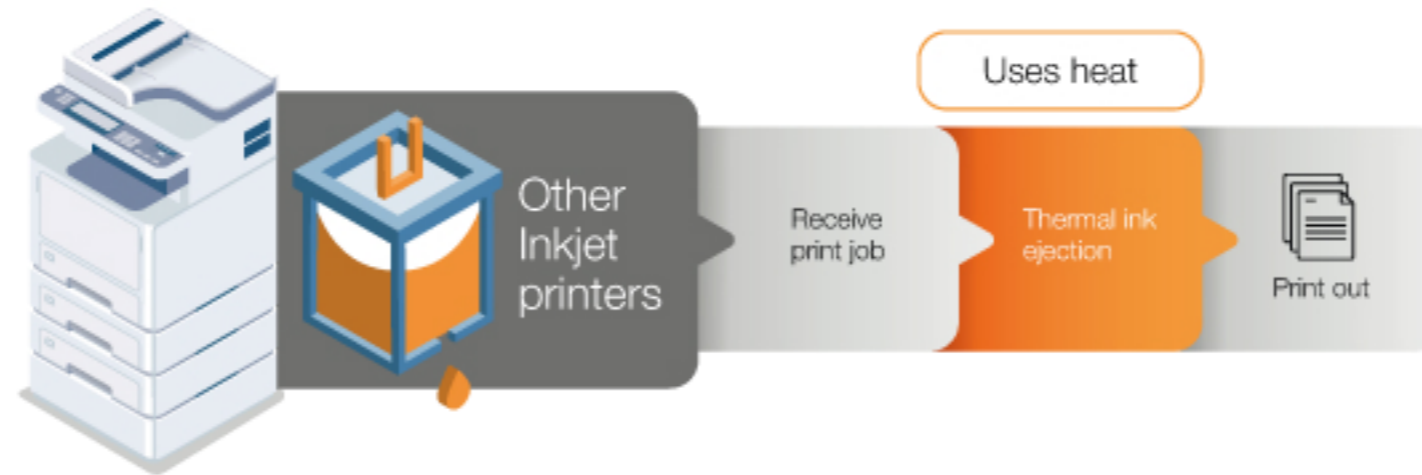 Uses heat
Other
Inkjet
printers
Receive
print job
Thermal ink
ejection
Print out